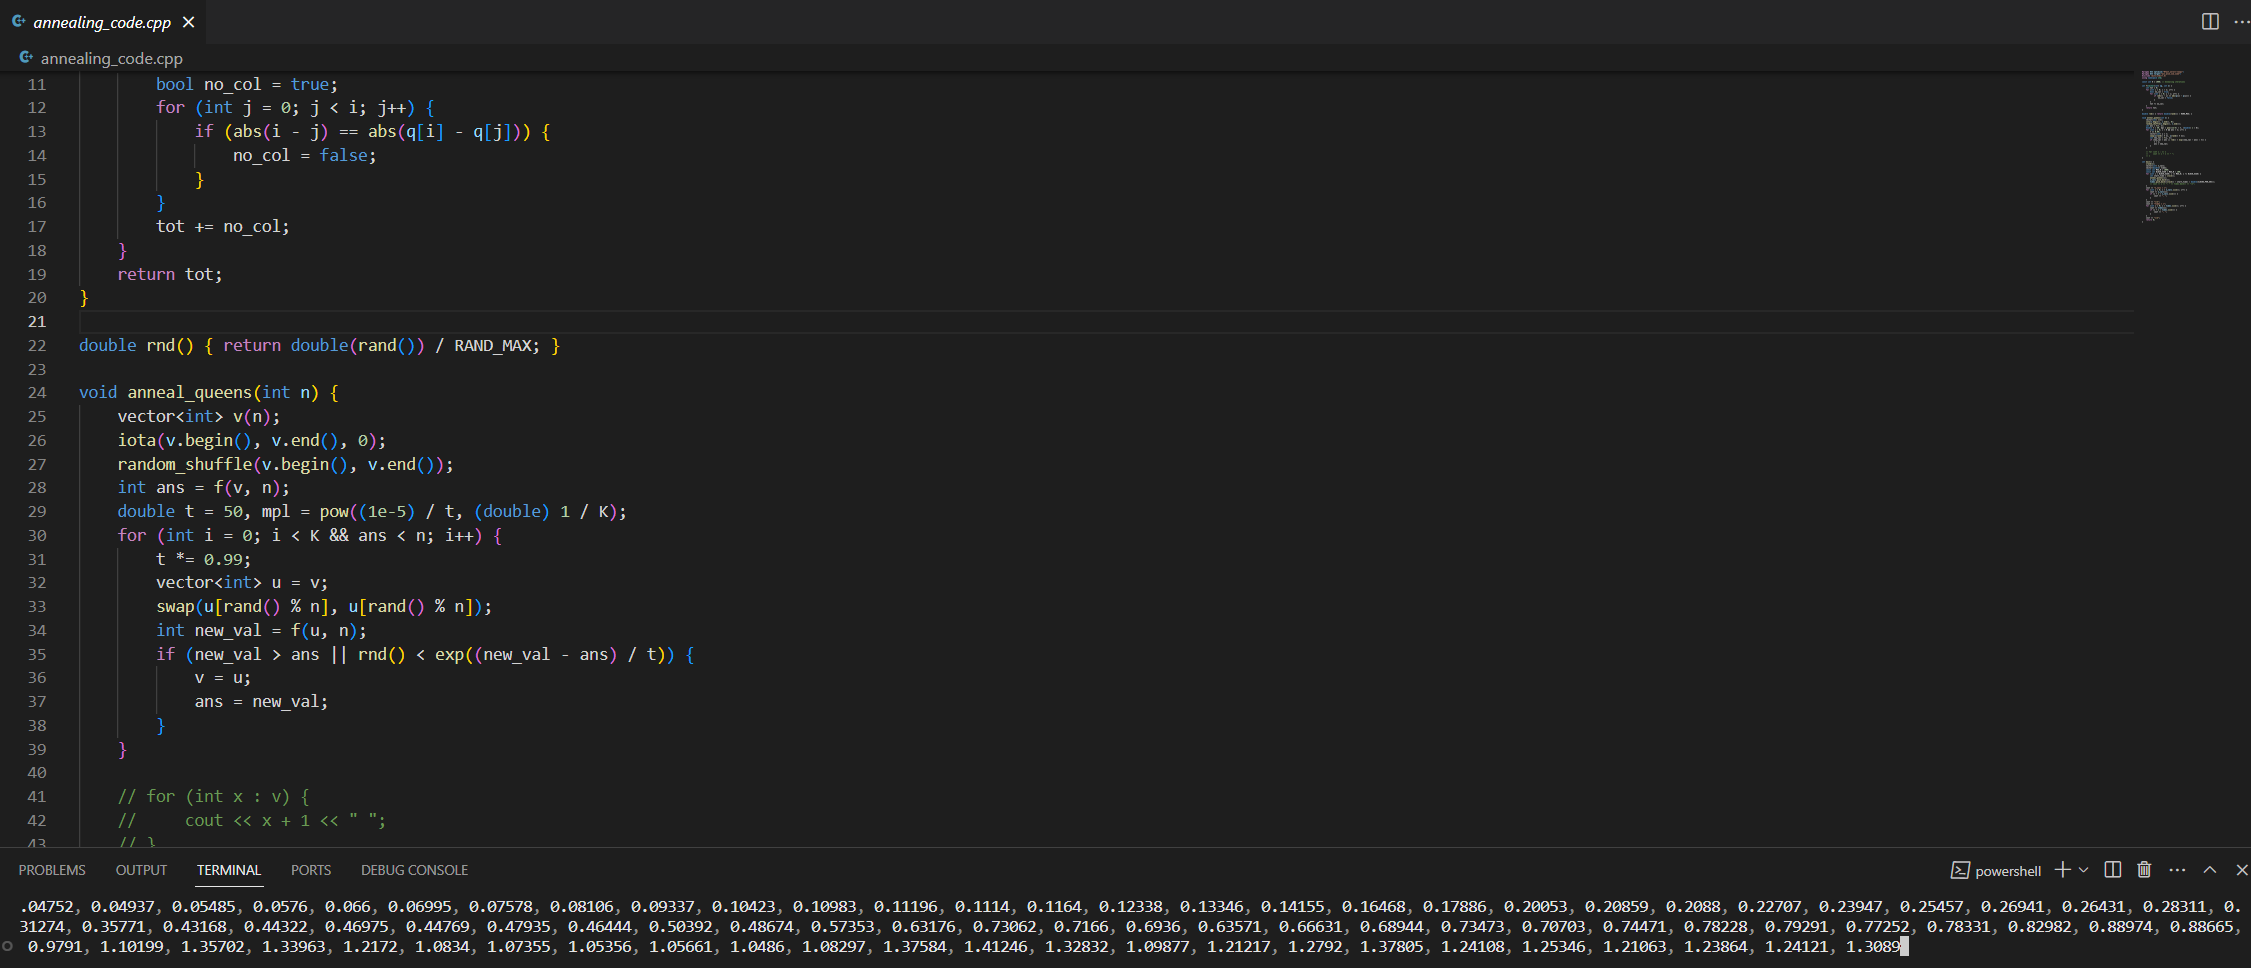 annealing_code.cpp
annealing_code.cpp
11 bool no_col = true;
12 for (int j = 0; j < i; j++) {
13 if (abs(i - j) == abs(q[i] - q[j])) {
14 no_col = false;
15 }
16 }
17 tot += no_col;
18 }
19 return tot;
20 }
21
22 double rnd() { return double(rand()) / RAND_MAX; }
23
24 void anneal_queens(int n) {
25 vector<int> v(n);
26 iota(v.begin(), v.end(), 0);
27 random_shuffle(v.begin(), v.end());
28 int ans = f(v, n);
29 double t = 50, mpl = pow((1e-5) / t, (double) 1 / K);
30 for (int i = 0; i < K && ans < n; i++) {
31 t *= 0.99;
32 vector<int> u = v;
33 swap(u[rand() % n], u[rand() % n]);
34 int new_val = f(u, n);
35 if (new_val > ans || rnd() < exp((new_val - ans) / t)) {
36 v = u;
37 ans = new_val;
38 }
39 }
40
41 // for (int x : v) {
42 // cout << x + 1 << " ";
43 // }
PROBLEMS OUTPUT TERMINAL PORTS DEBUG CONSOLE powershell
.04752, 0.04937, 0.05485, 0.0576, 0.066, 0.06995, 0.07578, 0.08106, 0.09337, 0.10423, 0.10983, 0.11196, 0.1114, 0.1164, 0.12338, 0.13346, 0.14155, 0.16468, 0.17886, 0.20053, 0.20859, 0.2088, 0.22707, 0.23947, 0.25457, 0.26941, 0.26431, 0.28311, 0.
31274, 0.35771, 0.43168, 0.44322, 0.46975, 0.44769, 0.47935, 0.46444, 0.50392, 0.48674, 0.57353, 0.63176, 0.73062, 0.7166, 0.6936, 0.63571, 0.66631, 0.68944, 0.73473, 0.70703, 0.74471, 0.78228, 0.79291, 0.77252, 0.78331, 0.82982, 0.88974, 0.88665,
0.9791, 1.10199, 1.35702, 1.33963, 1.2172, 1.0834, 1.07355, 1.05356, 1.05661, 1.0486, 1.08297, 1.37584, 1.41246, 1.32832, 1.09877, 1.21217, 1.2792, 1.37805, 1.24108, 1.25346, 1.21063, 1.23864, 1.24121, 1.3089